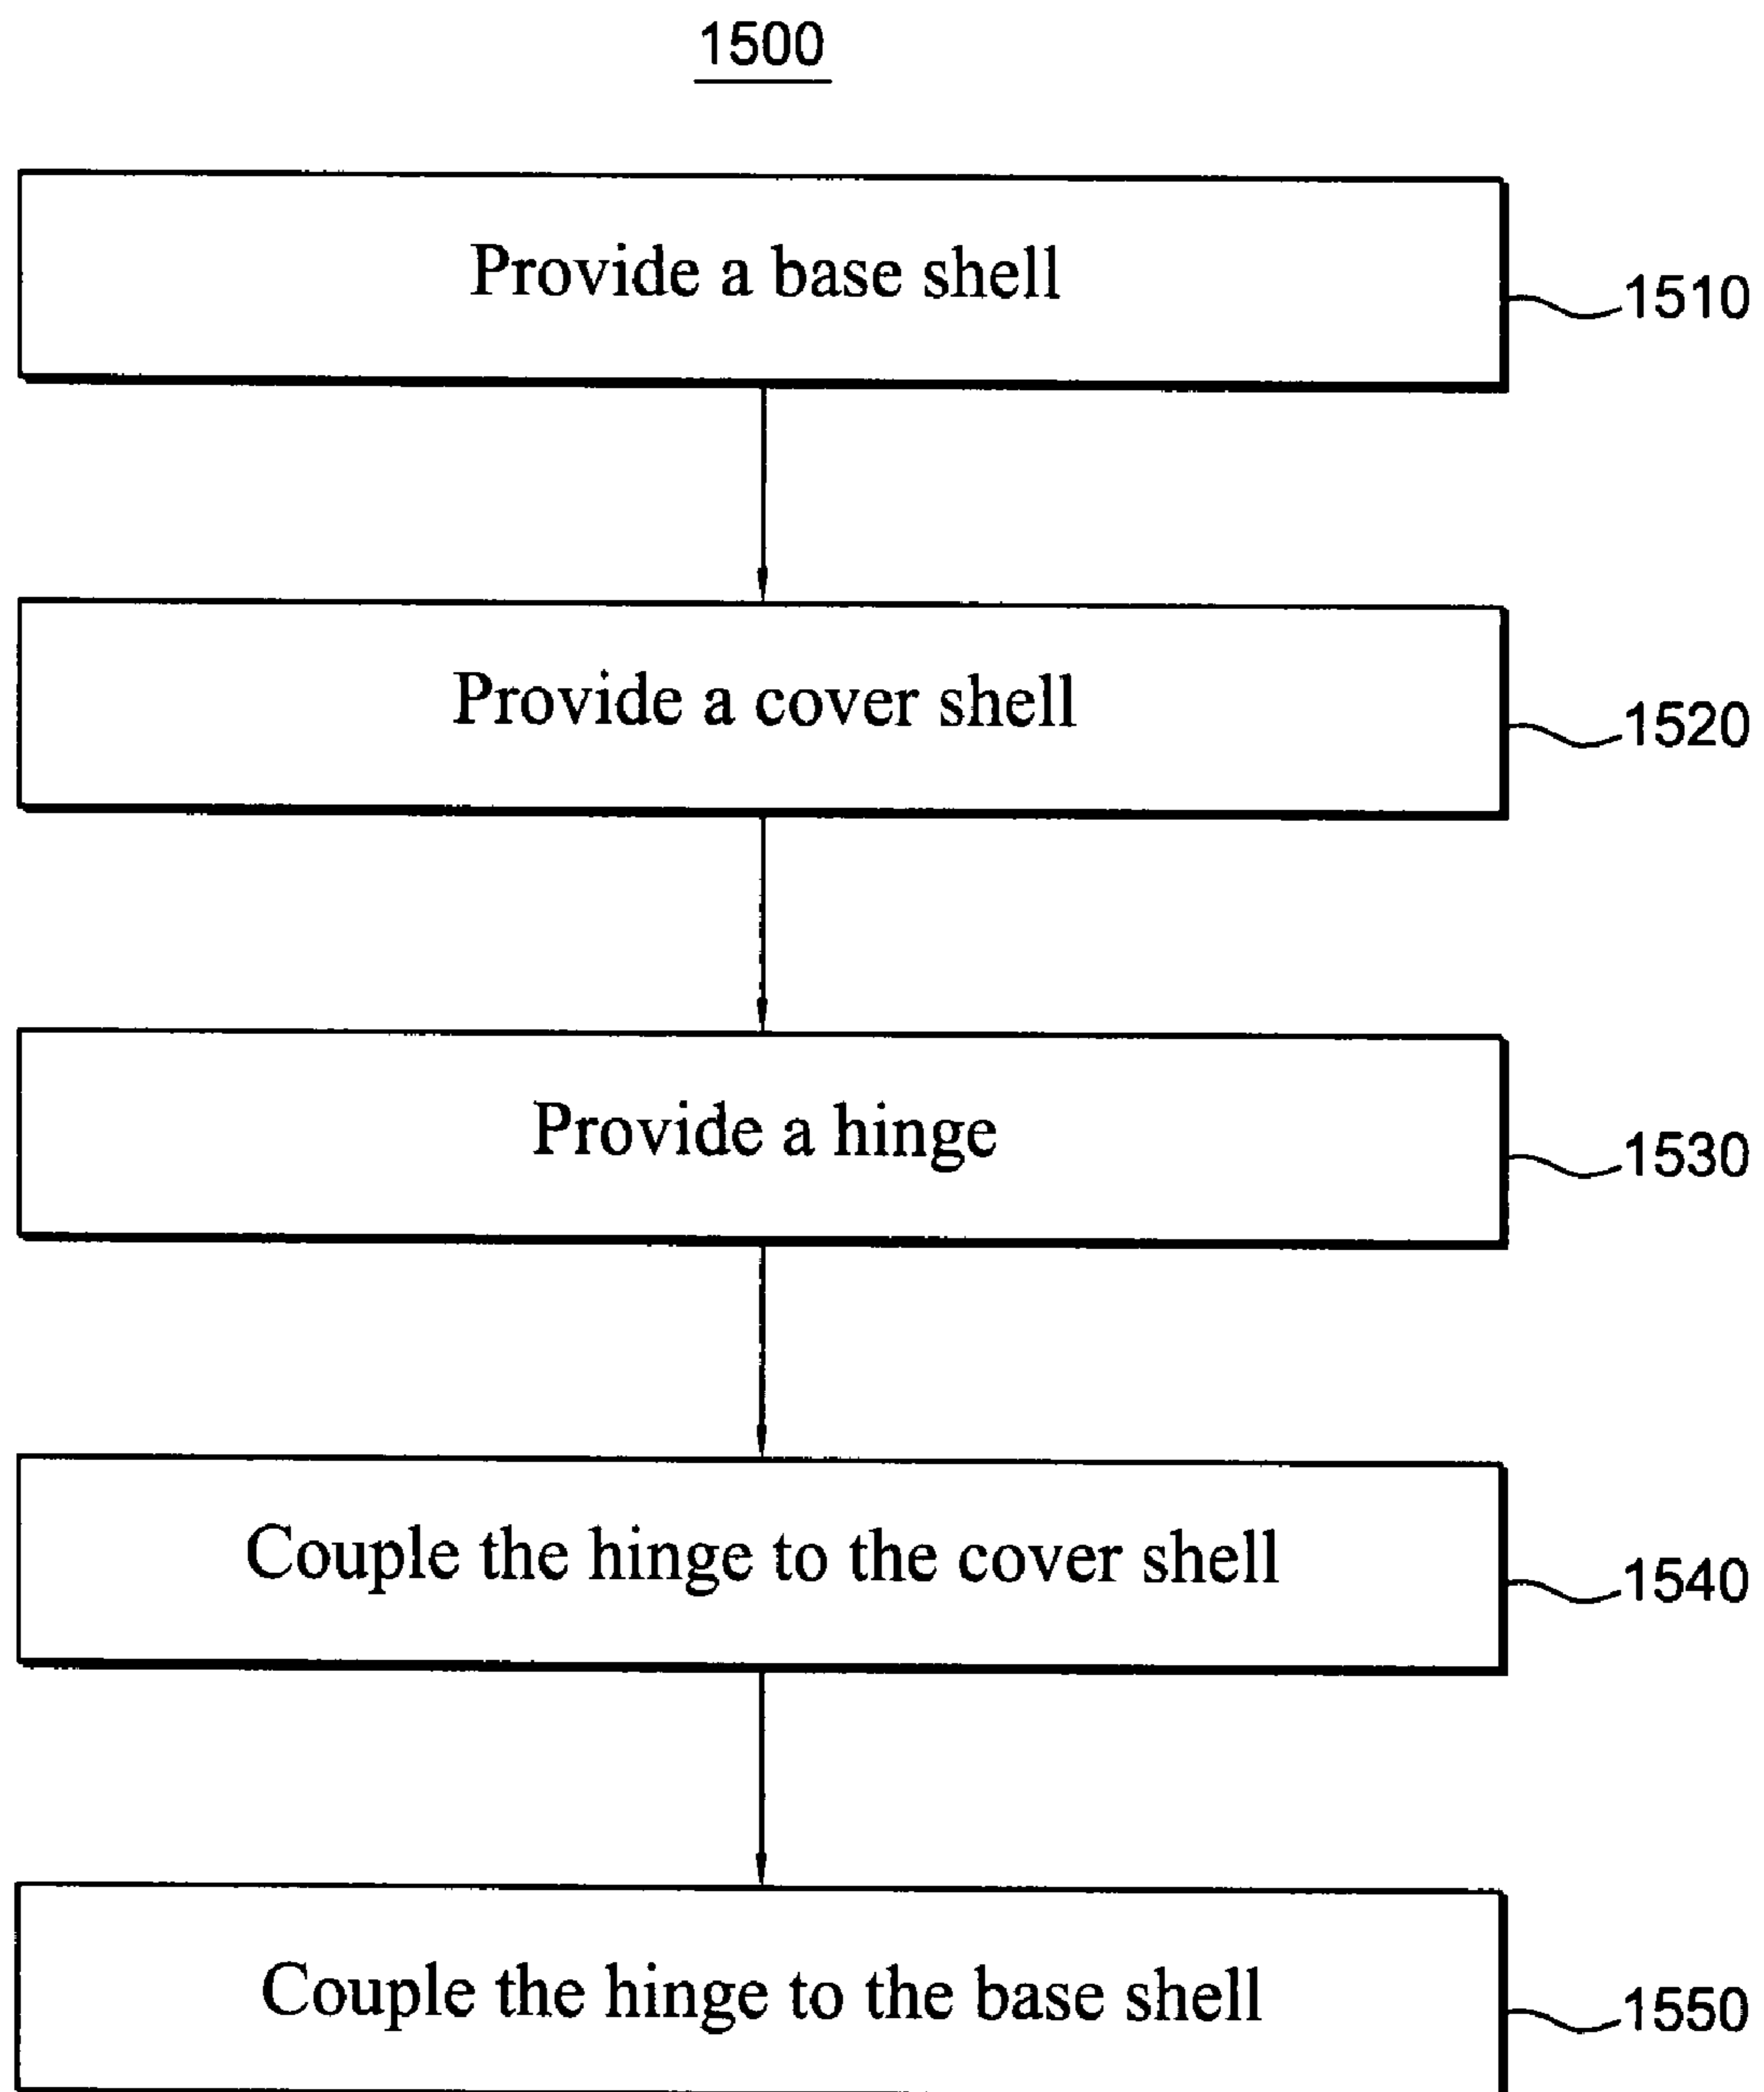 1500
Provide a base shell
1510
Provide a cover shell
1520
Provide a hinge
1530
Couple the hinge to the cover shell
1540
Couple the hinge to the base shell
1550